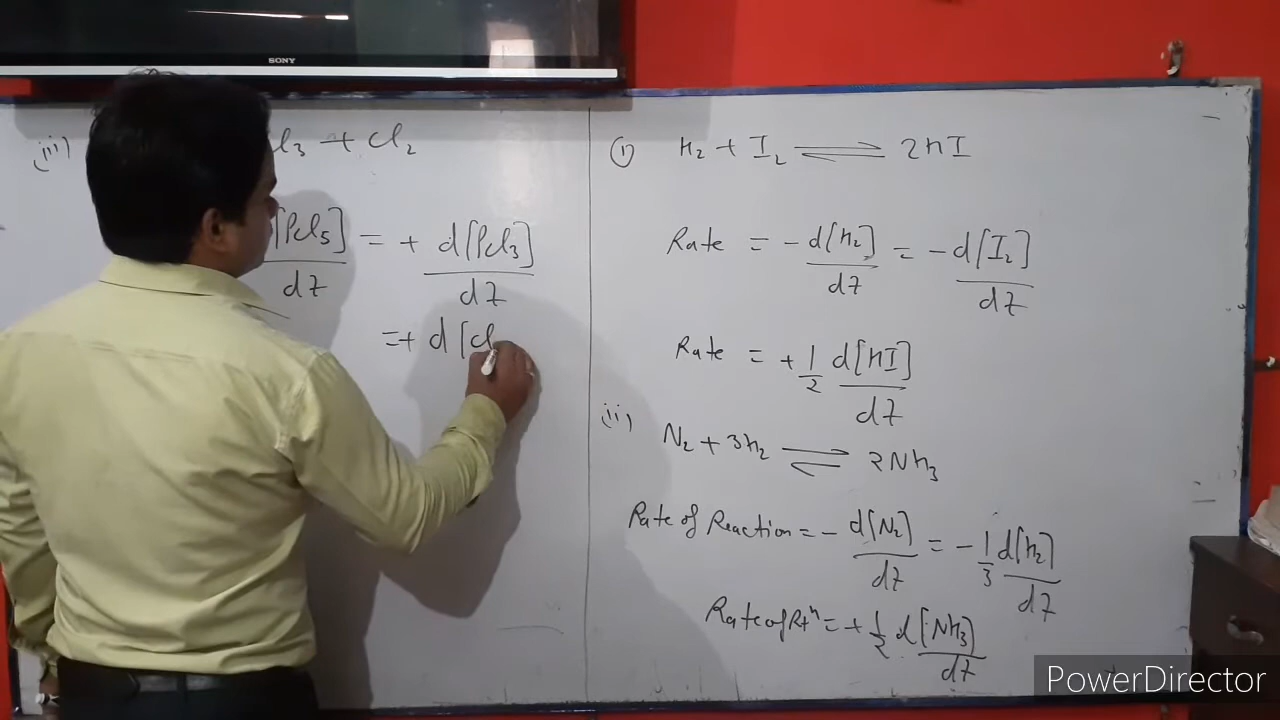 SONY
(iii) Cl₃ + Cl₂
[PCl₅] / dt = + d[PCl₃] / dt
= + d[Cl
(i) H₂ + I₂ ⇌ 2HI
Rate = - d[H₂] / dt = - d[I₂] / dt
Rate = + 1/2 d[HI] / dt
(ii) N₂ + 3H₂ ⇌ 2NH₃
Rate of Reaction = - d[N₂] / dt = - 1/3 d[H₂] / dt
Rate of Rxⁿ = + 1/2 d[NH₃] / dt
PowerDirector